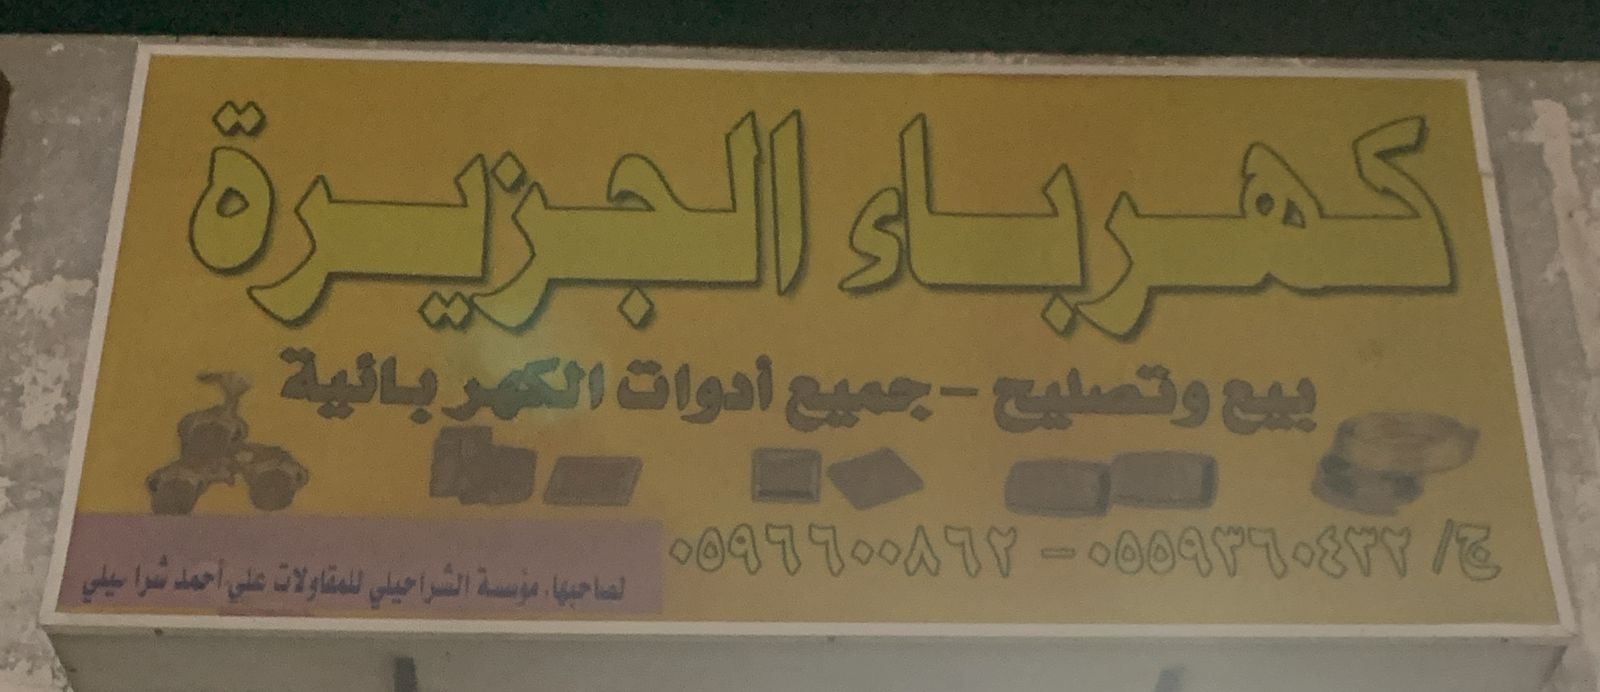 كهرباء الجزيرة
بيع وتصليح - جميع أدوات الكهربائية
ج/ ٠٥٥٩٣٦٠٤٣٢ - ٠٥٩٦٦٠٠٨٦٢
لصاحبها. مؤسسة الشراحيلي للمقاولات علي أحمد شراحيلي